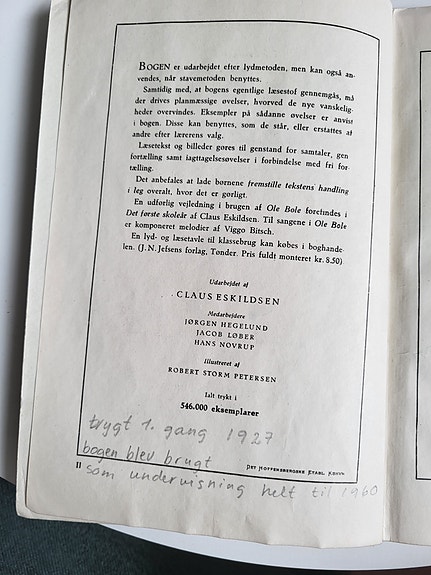 BOGEN er udarbejdet efter lydmetoden, men kan også an-
vendes, når stavemetoden benyttes.
Samtidig med, at bogens egentlige læsestof gennemgås, må
der drives planmæssige øvelser, hvorved de nye vanskelig-
heder overvindes. Eksempler på sådanne øvelser er anvist
i bogen. Disse kan benyttes, som de står, eller erstattes af
andre efter lærerens valg.
Læsetekst og billeder gøres til genstand for samtaler, gen
fortælling samt iagttagelsesøvelser i forbindelse med fri for-
tælling.
Det anbefales at lade børnene fremstille tekstens handling
i leg overalt, hvor det er gørligt.
En udførlig vejledning i brugen af Ole Bole forefindes i
Det første skoleår af Claus Eskildsen. Til sangene i Ole Bole
er komponeret melodier af Viggo Bitsch.
En lyd- og læsetavle til klassebrug kan købes i boghande-
len. (J. N. Jefsens forlag, Tønder. Pris fuldt monteret kr. 8.50)
Udarbejdet af
CLAUS ESKILDSEN
Medarbejdere
JØRGEN HEGELUND
JACOB LØBER
HANS NOVRUP
Illustreret af
ROBERT STORM PETERSEN
Ialt trykt i
546.000 eksemplarer
trygt 1. gang 1927
bogen blev brugt
som undervisning helt til 1960
II
DET HOFFENSBERGSKE ETABL. KBHVN.